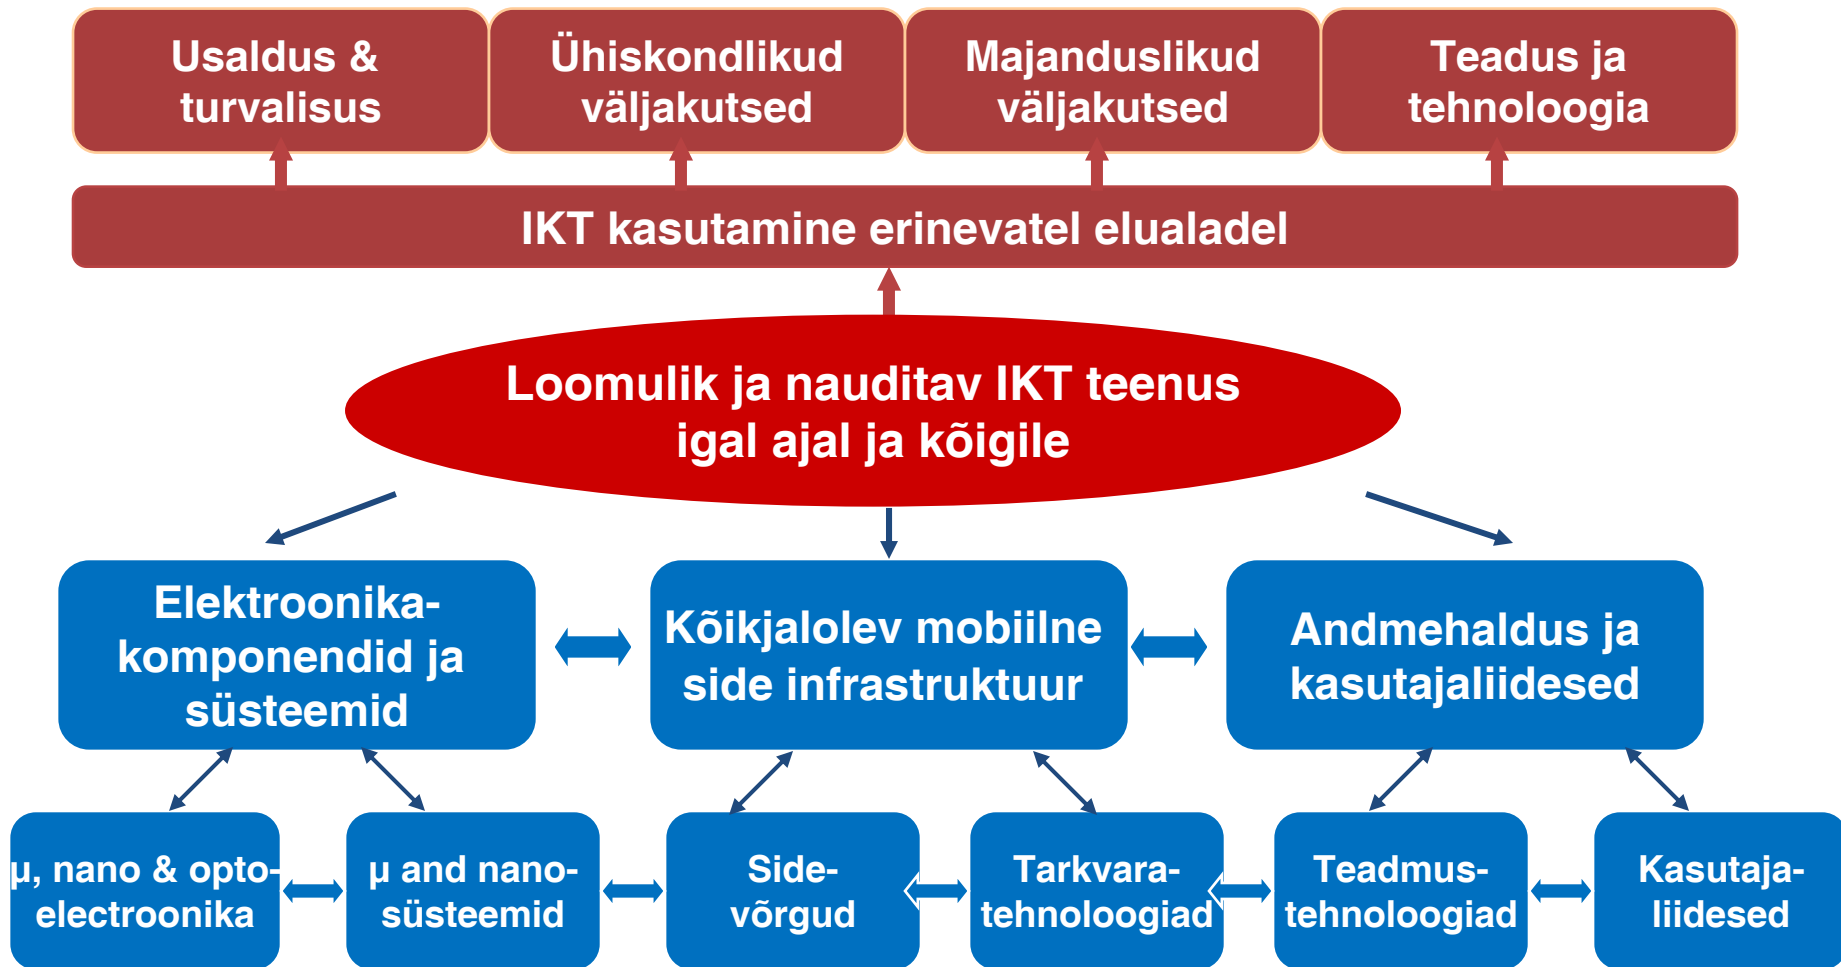 Usaldus &
turvalisus
Ühiskondlikud
väljakutsed
Majanduslikud
väljakutsed
Teadus ja
tehnoloogia
IKT kasutamine erinevatel elualadel
Loomulik ja nauditav IKT teenus
igal ajal ja kõigile
Elektroonika-
komponendid ja
süsteemid
Kõikjalolev mobiilne
side infrastruktuur
Andmehaldus ja
kasutajaliidesed
µ, nano & opto-
electroonika
µ and nano-
süsteemid
Side-
võrgud
Tarkvara-
tehnoloogiad
Teadmus-
tehnoloogiad
Kasutaja-
liidesed